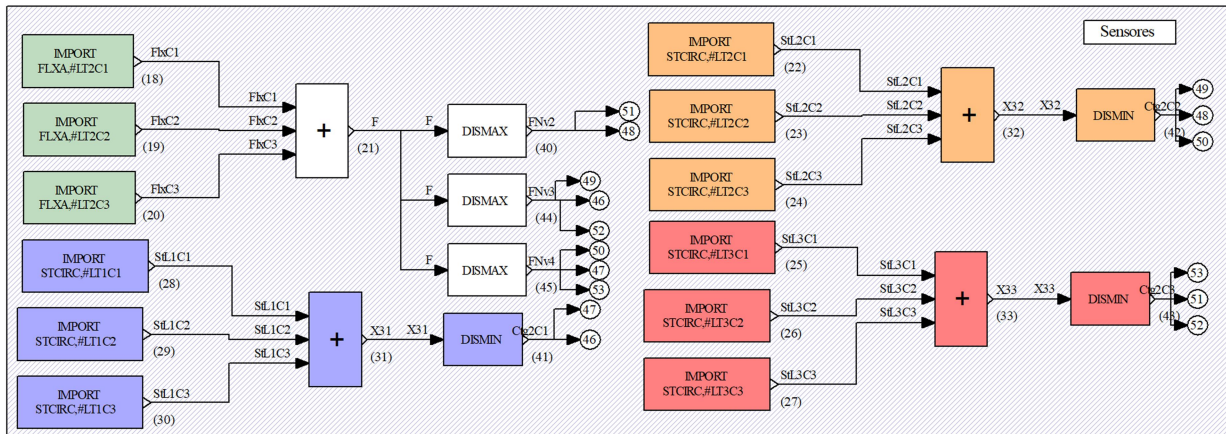 Sensores
IMPORT
FLXA,#LT2C1
FlxC1
(18)
IMPORT
FLXA,#LT2C2
FlxC2
(19)
IMPORT
FLXA,#LT2C3
FlxC3
(20)
FlxC1
FlxC2
FlxC3
+
F
(21)
F
DISMAX
FNv2
(40)
51
48
F
DISMAX
FNv3
(44)
49
46
52
F
DISMAX
FNv4
(45)
50
47
53
IMPORT
STCIRC,#LT1C1
StL1C1
(28)
IMPORT
STCIRC,#LT1C2
StL1C2
(29)
IMPORT
STCIRC,#LT1C3
StL1C3
(30)
StL1C1
StL1C2
StL1C3
+
X31
(31)
X31
DISMIN
Ctg2C1
(41)
47
46
IMPORT
STCIRC,#LT2C1
StL2C1
(22)
IMPORT
STCIRC,#LT2C2
StL2C2
(23)
IMPORT
STCIRC,#LT2C3
StL2C3
(24)
StL2C1
StL2C2
StL2C3
+
X32
(32)
X32
DISMIN
Ctg2C2
(42)
49
48
50
IMPORT
STCIRC,#LT3C1
StL3C1
(25)
IMPORT
STCIRC,#LT3C2
StL3C2
(26)
IMPORT
STCIRC,#LT3C3
StL3C3
(27)
StL3C1
StL3C2
StL3C3
+
X33
(33)
X33
DISMIN
Ctg2C3
(43)
53
51
52